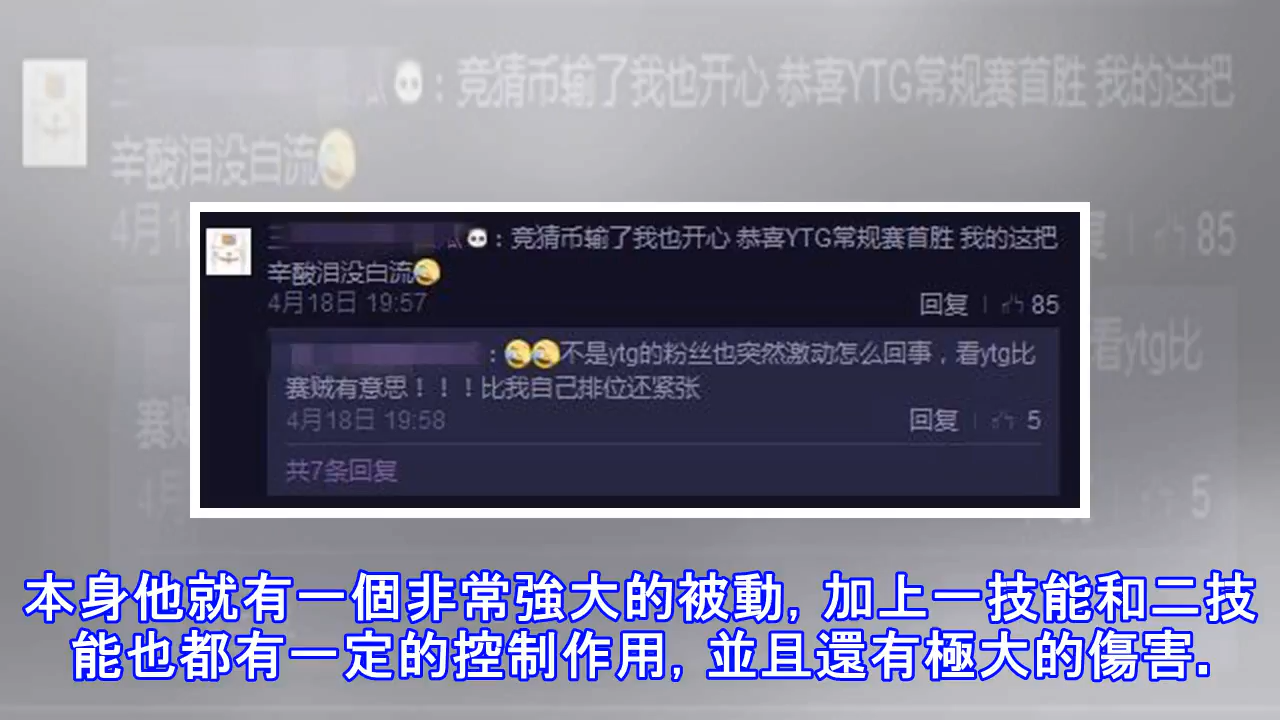 竞猜币输了我也开心 恭喜YTG常规赛首胜 我的这把
辛酸泪没白流
4月18日 19:57
回复 85
:😂😂不是ytg的粉丝也突然激动怎么回事，看ytg比
赛贼有意思！！！比我自己排位还紧张
4月18日 19:58
回复 5
共7条回复
本身他就有一個非常強大的被動, 加上一技能和二技
能也都有一定的控制作用, 並且還有極大的傷害.